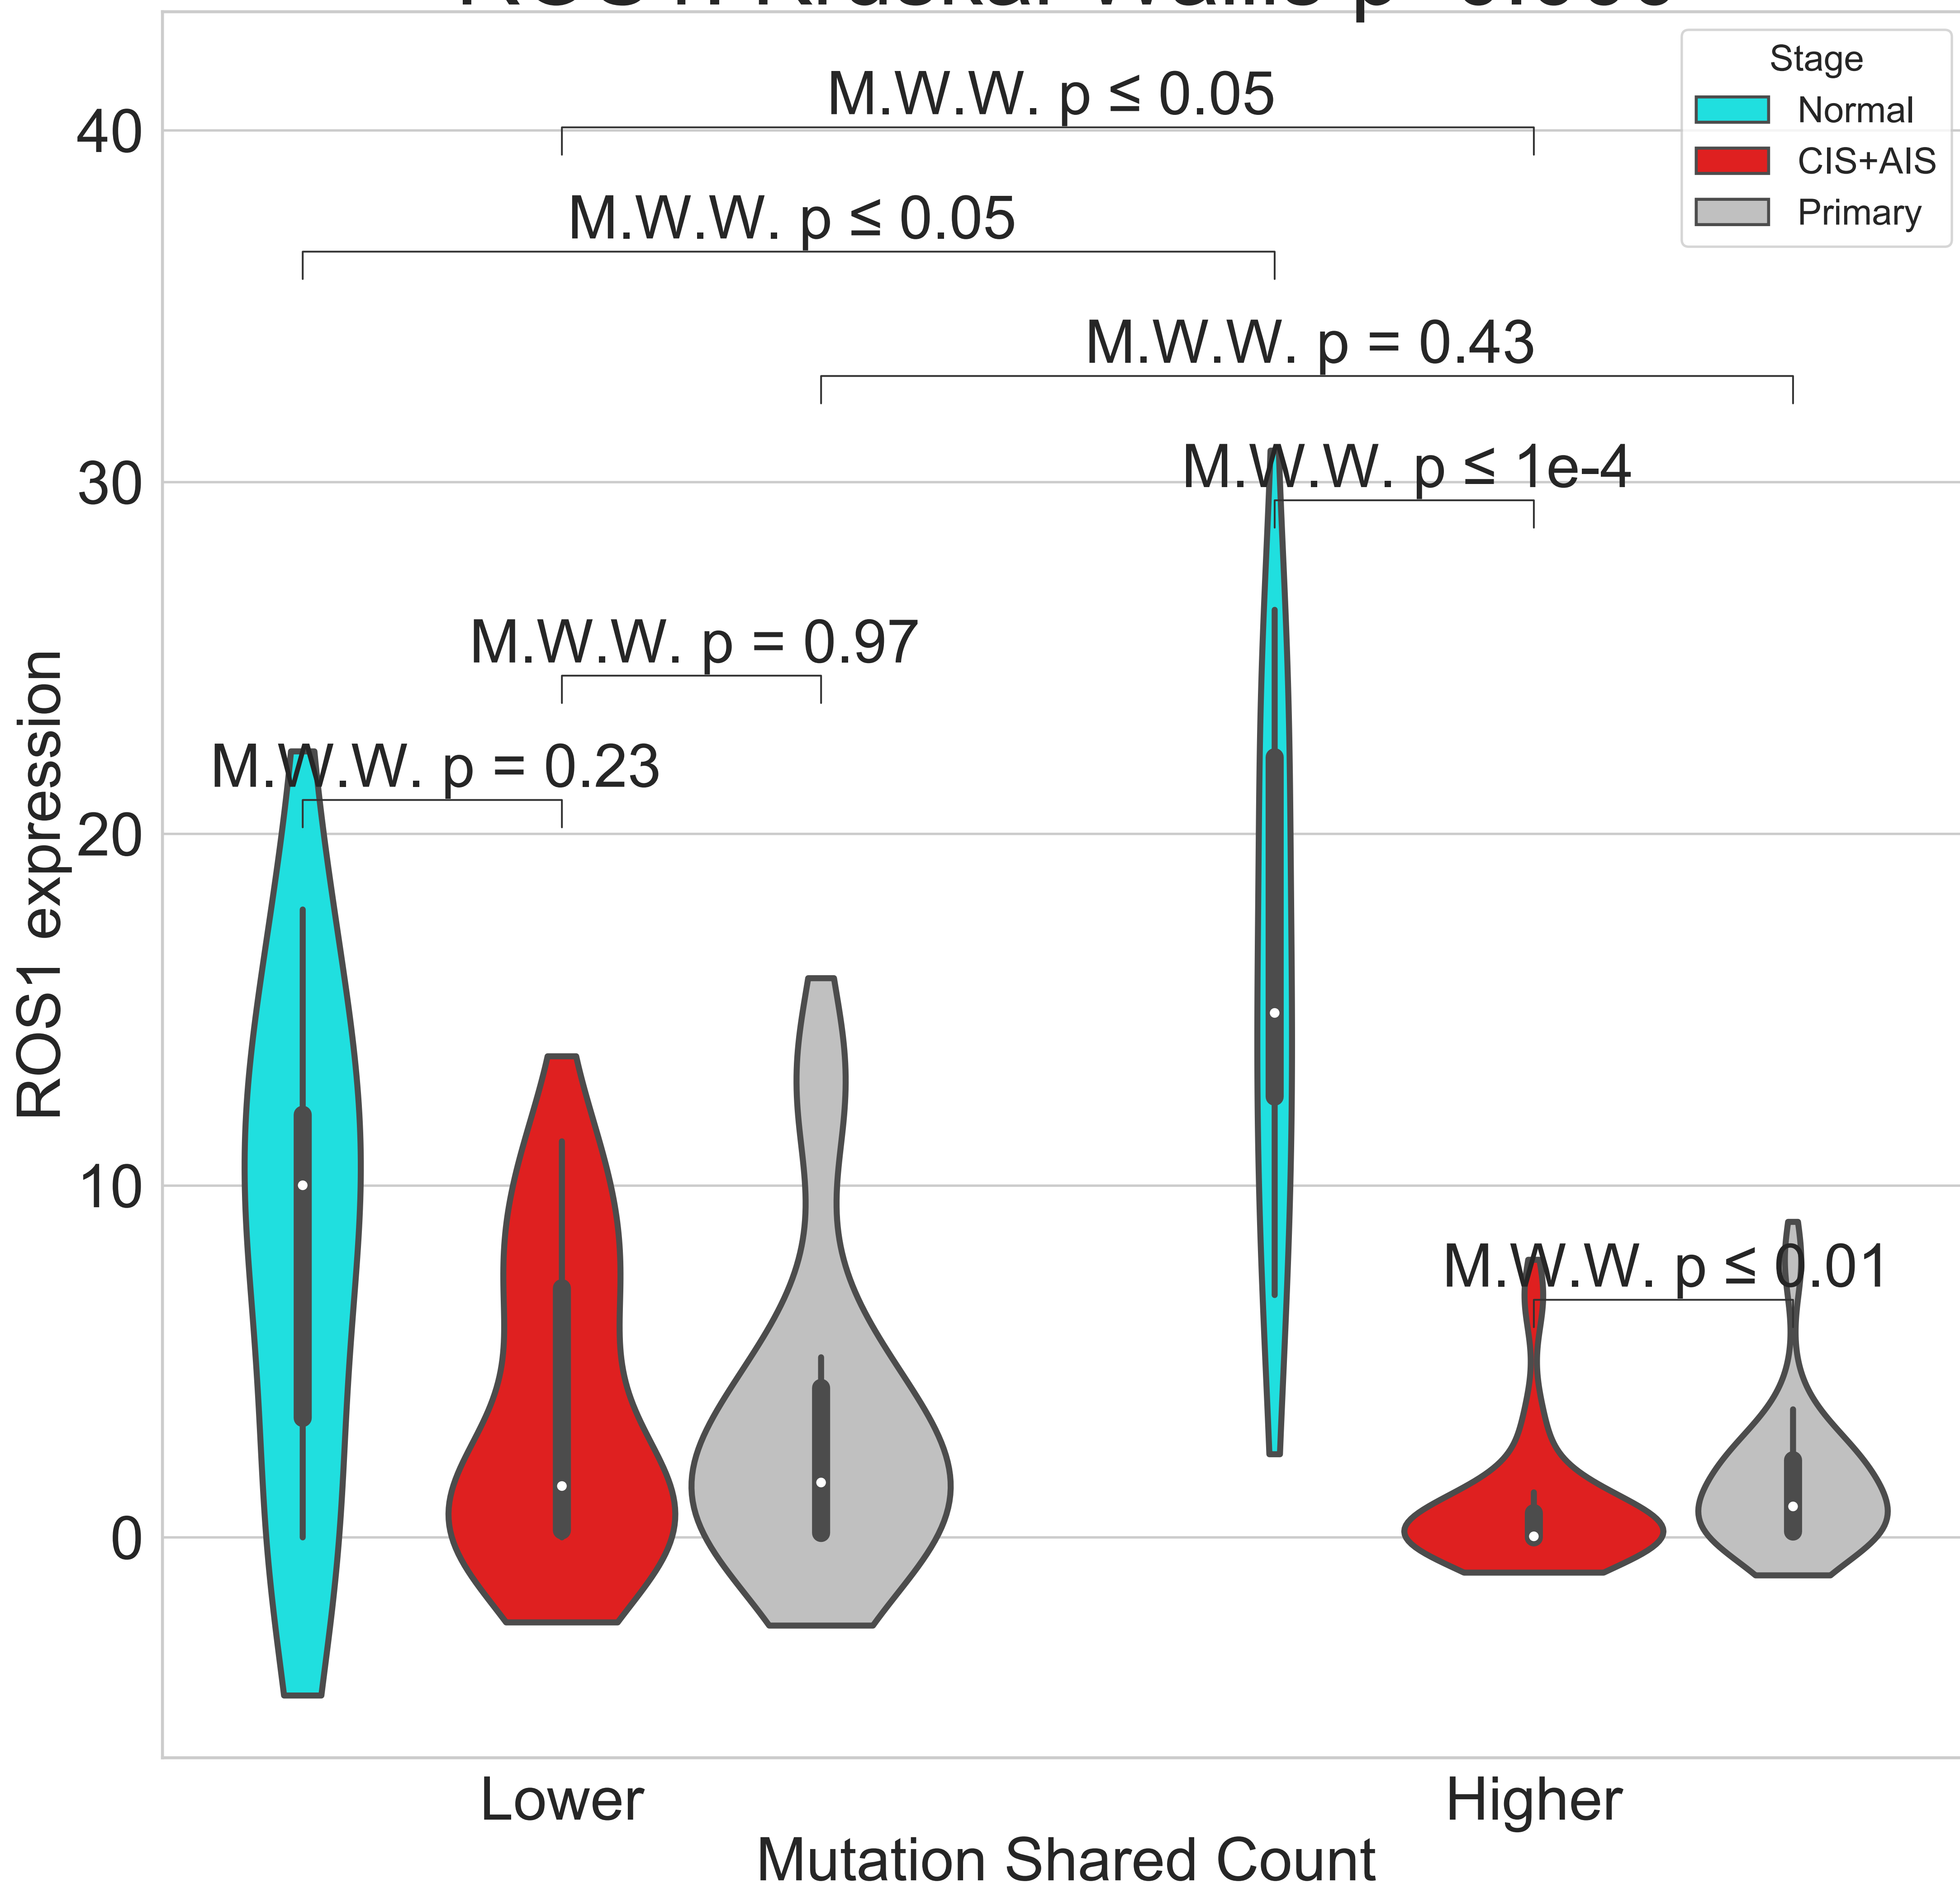 Stage
Normal
CIS+AIS
Primary
M.W.W. p ≤ 0.05
M.W.W. p ≤ 0.05
M.W.W. p = 0.43
M.W.W. p ≤ 1e-4
M.W.W. p = 0.97
M.W.W. p = 0.23
M.W.W. p ≤ 0.01
40
30
20
10
0
ROS1 expression
Lower
Higher
Mutation Shared Count